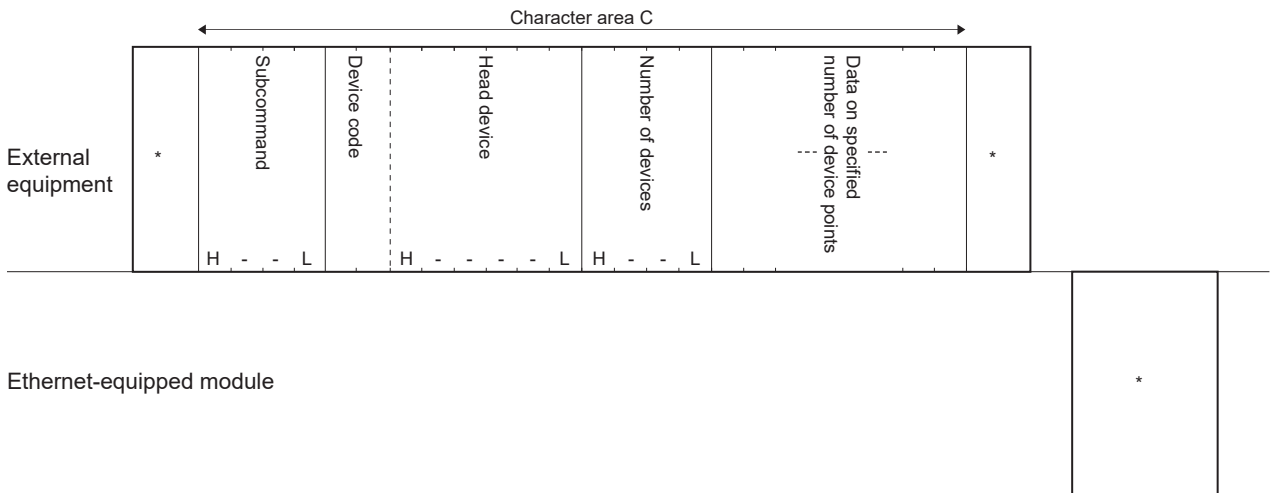 Character area C
Subcommand
Device code
Head device
Number of devices
Data on specified
number of device points
External
equipment
*
*
H - - L
H - - - - L
H - - L
Ethernet-equipped module
*